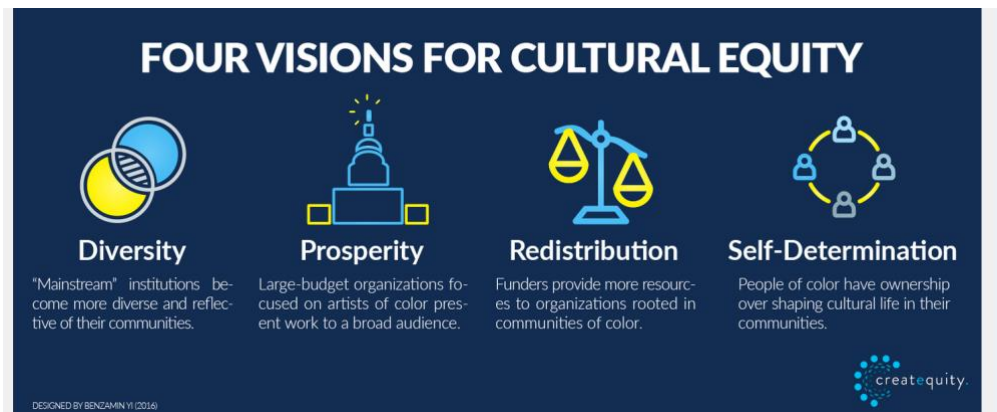 FOUR VISIONS FOR CULTURAL EQUITY
Diversity
"Mainstream" institutions be-
come more diverse and reflec-
tive of their communities.
Prosperity
Large-budget organizations fo-
cused on artists of color pres-
ent work to a broad audience.
Redistribution
Funders provide more resourc-
es to organizations rooted in
communities of color.
Self-Determination
People of color have ownership
over shaping cultural life in their
communities.
createquity.
DESIGNED BY BENZAMIN YI (2016)